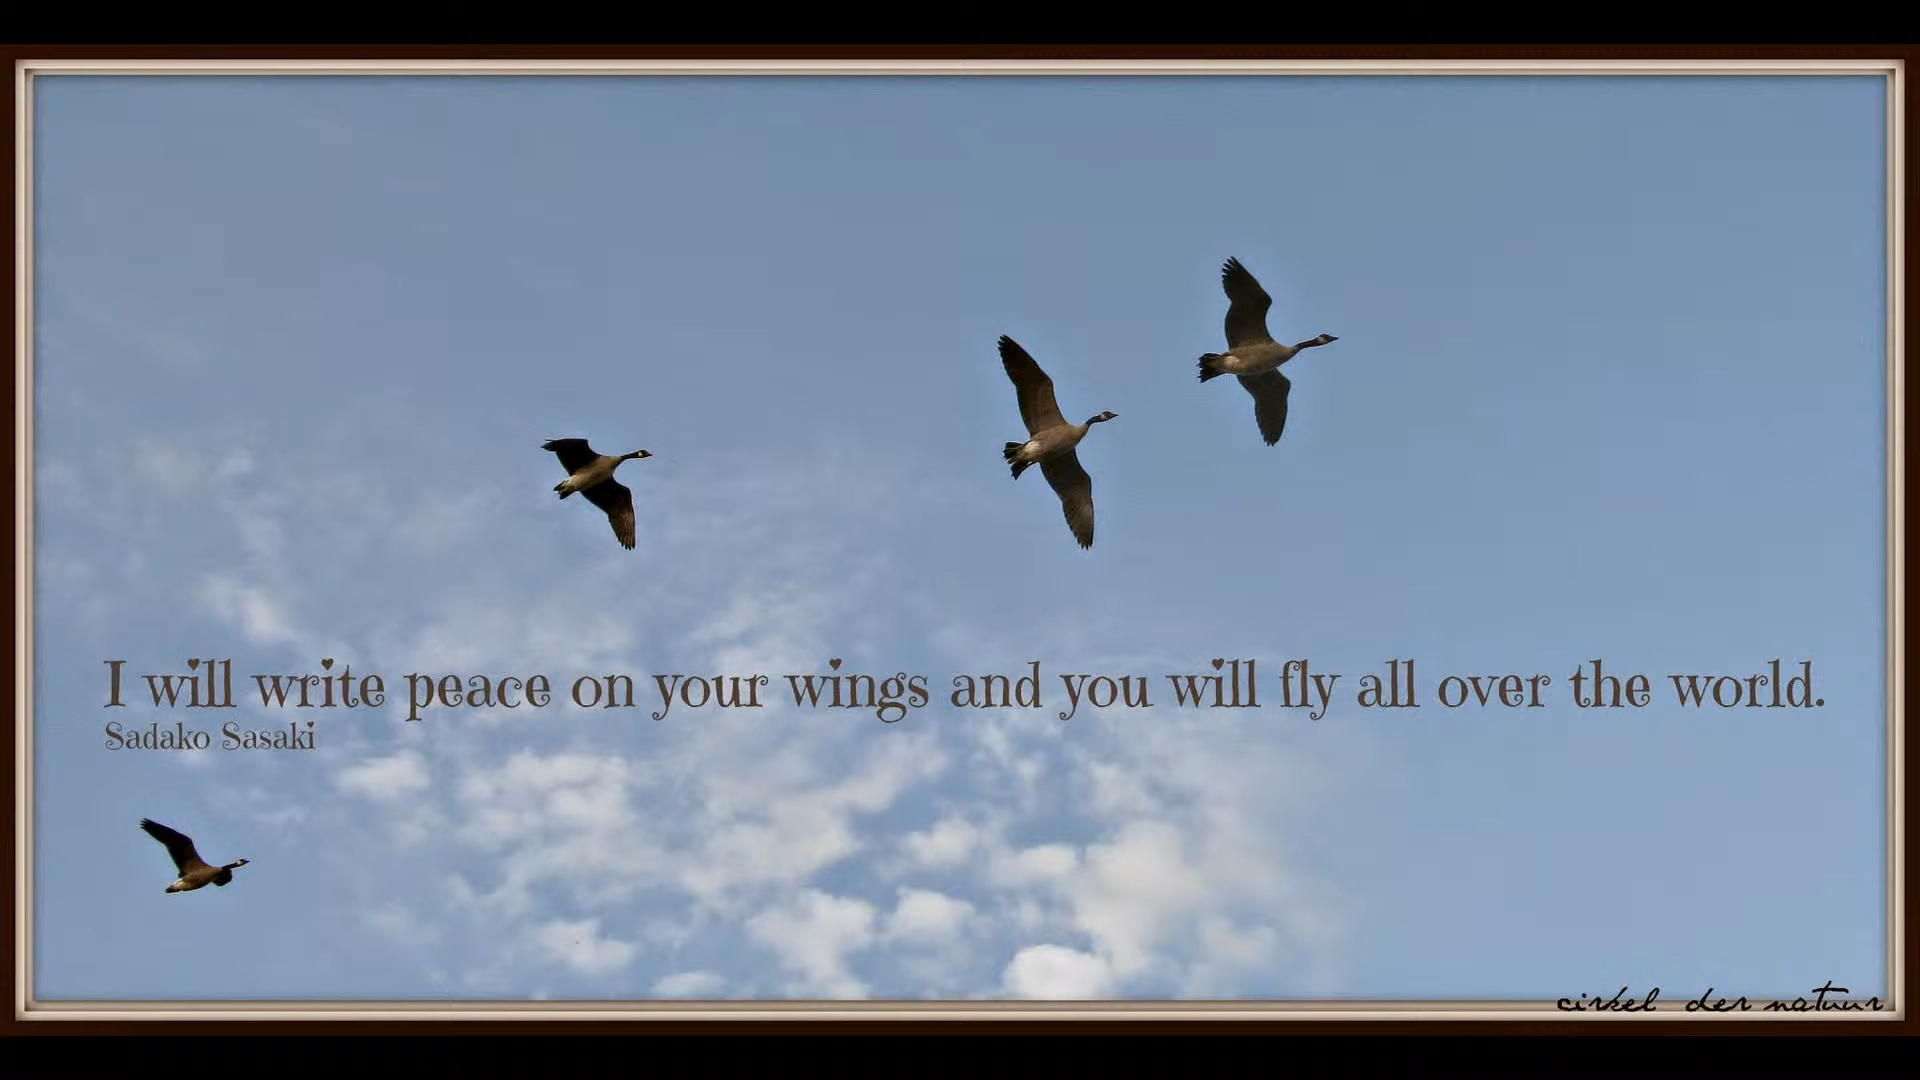 I will write peace on your wings and you will fly all over the world.
Sadako Sasaki
cirkel der natuur